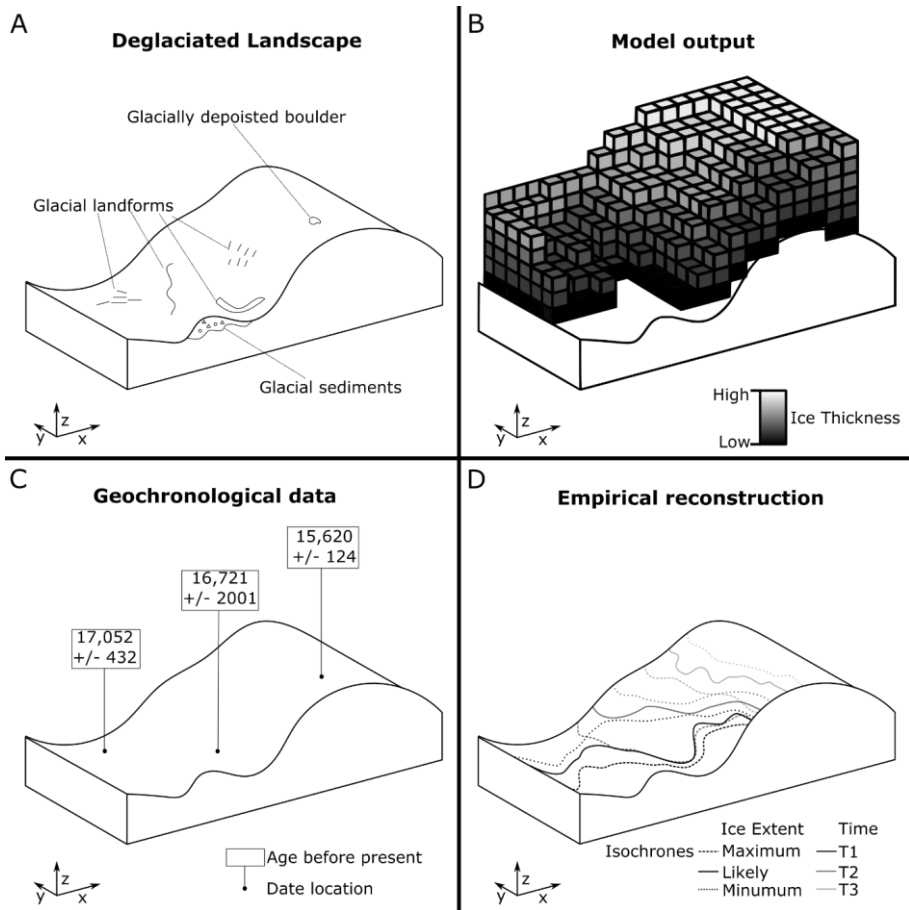 A
Deglaciated Landscape
Glacially depoisted boulder
Glacial landforms
Glacial sediments
z
y
x
B
Model output
High
Ice Thickness
Low
z
y
x
C
Geochronological data
15,620
+/- 124
16,721
+/- 2001
17,052
+/- 432
Age before present
Date location
z
y
x
D
Empirical reconstruction
Ice Extent
Time
Isochrones
Maximum
T1
Likely
T2
Minumum
T3
z
y
x